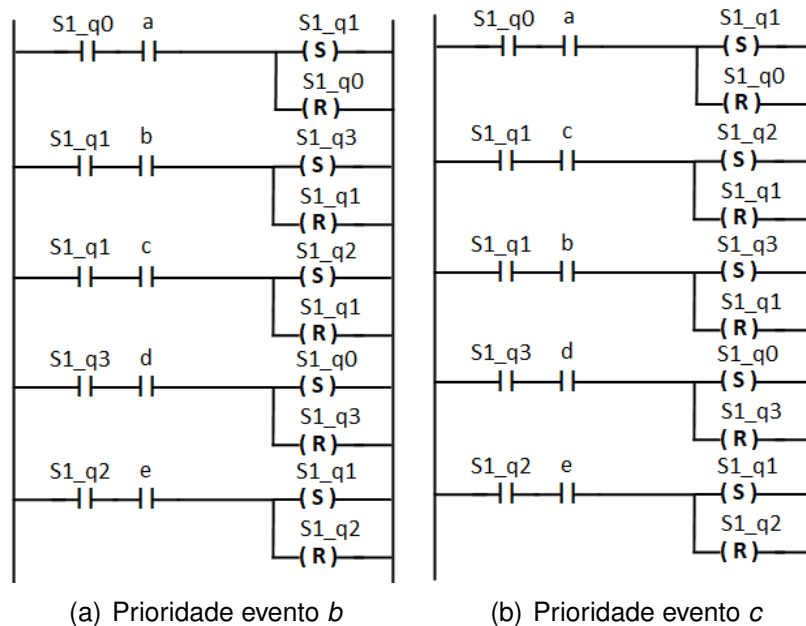 S1_q0 a S1_q1
(S)
S1_q0
(R)
S1_q1 b S1_q3
(S)
S1_q1
(R)
S1_q1 c S1_q2
(S)
S1_q1
(R)
S1_q3 d S1_q0
(S)
S1_q3
(R)
S1_q2 e S1_q1
(S)
S1_q2
(R)
(a) Prioridade evento b
S1_q0 a S1_q1
(S)
S1_q0
(R)
S1_q1 c S1_q2
(S)
S1_q1
(R)
S1_q1 b S1_q3
(S)
S1_q1
(R)
S1_q3 d S1_q0
(S)
S1_q3
(R)
S1_q2 e S1_q1
(S)
S1_q2
(R)
(b) Prioridade evento c